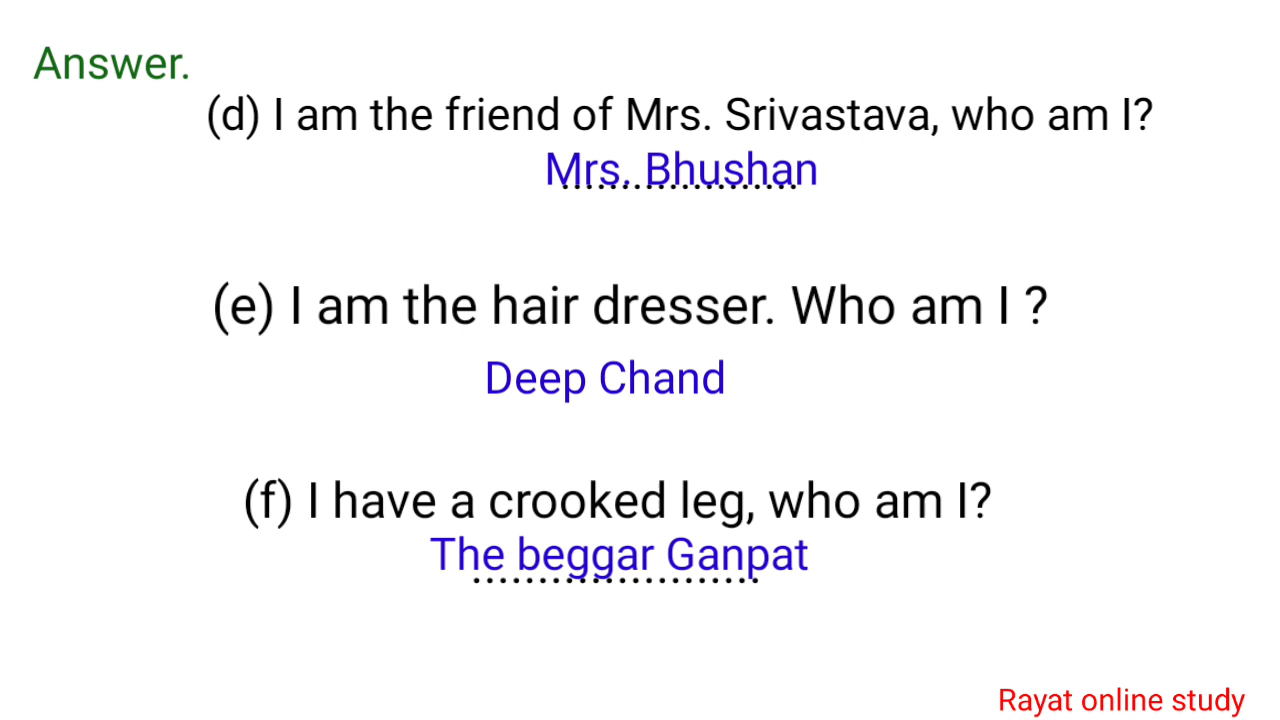 Answer.
(d) I am the friend of Mrs. Srivastava, who am I?
Mrs. Bhushan
(e) I am the hair dresser. Who am I ?
Deep Chand
(f) I have a crooked leg, who am I?
The beggar Ganpat
Rayat online study